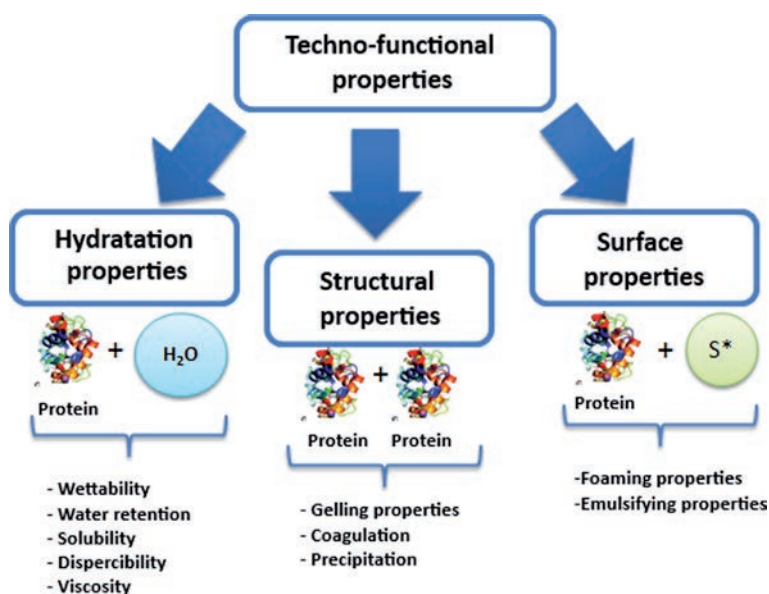 Techno-functional
properties
Hydratation
properties
+
H₂O
Protein
- Wettability
- Water retention
- Solubility
- Dispercibility
- Viscosity
Structural
properties
+
Protein Protein
- Gelling properties
- Coagulation
- Precipitation
Surface
properties
+
S*
Protein
-Foaming properties
-Emulsifying properties